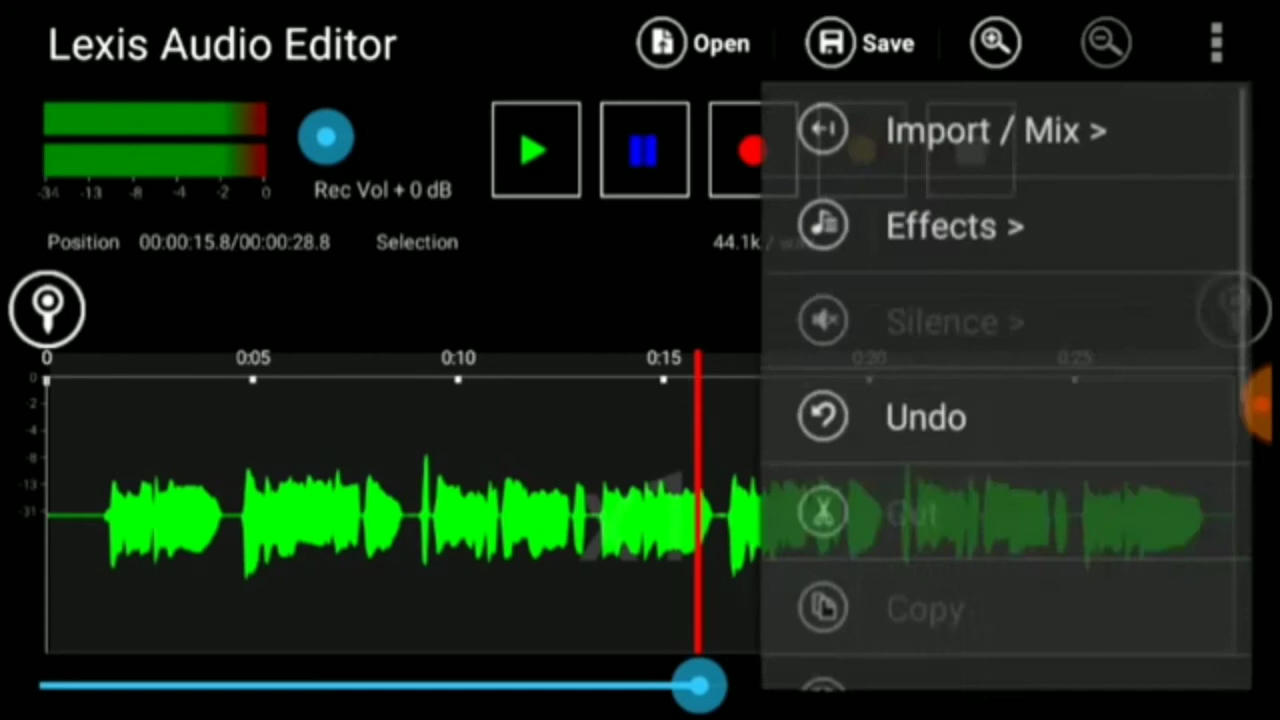 Lexis Audio Editor
Open
Save
-34 -13 -8 -4 -2 0
Rec Vol + 0 dB
Position 00:00:15.8/00:00:28.8 Selection 44.1k /
Import / Mix >
Effects >
Silence >
Undo
Cut
Copy
0 0:05 0:10 0:15 0:20 0:25
0
-2
-4
-8
-13
-31